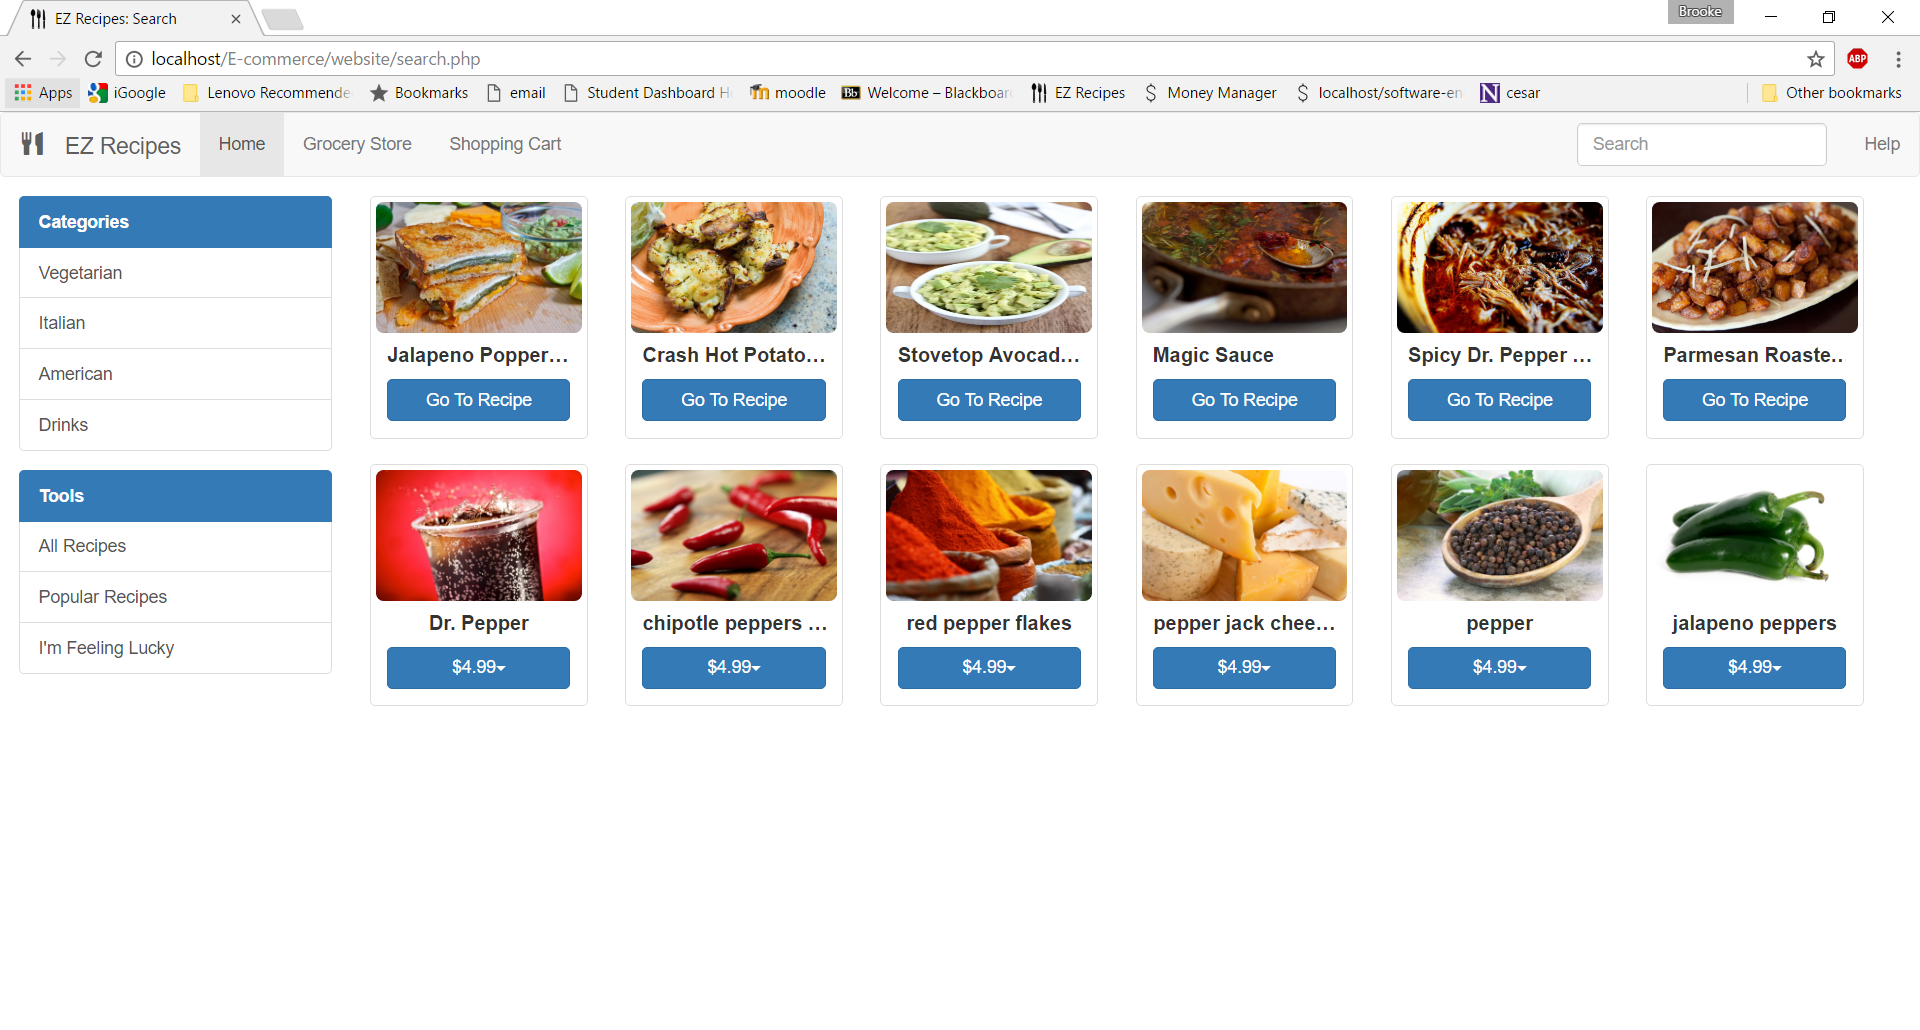 EZ Recipes: Search
Brooke
localhost/E-commerce/website/search.php
ABP
Apps iGoogle Lenovo Recommende Bookmarks email Student Dashboard H moodle Bb Welcome – Blackboar EZ Recipes Money Manager localhost/software-en N cesar Other bookmarks
EZ Recipes Home Grocery Store Shopping Cart Search Help
Categories
Vegetarian
Italian
American
Drinks
Tools
All Recipes
Popular Recipes
I'm Feeling Lucky
Jalapeno Popper... Crash Hot Potato... Stovetop Avocad... Magic Sauce Spicy Dr. Pepper ... Parmesan Roaste..
Go To Recipe Go To Recipe Go To Recipe Go To Recipe Go To Recipe Go To Recipe
Dr. Pepper chipotle peppers ... red pepper flakes pepper jack chee... pepper jalapeno peppers
$4.99 $4.99 $4.99 $4.99 $4.99 $4.99